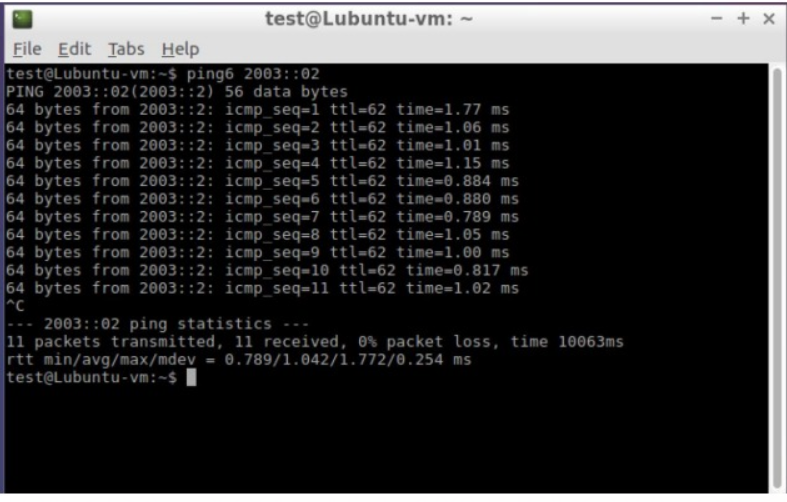 test@Lubuntu-vm: ~
File Edit Tabs Help
test@Lubuntu-vm:~$ ping6 2003::02
PING 2003::02(2003::2) 56 data bytes
64 bytes from 2003::2: icmp_seq=1 ttl=62 time=1.77 ms
64 bytes from 2003::2: icmp_seq=2 ttl=62 time=1.06 ms
64 bytes from 2003::2: icmp_seq=3 ttl=62 time=1.01 ms
64 bytes from 2003::2: icmp_seq=4 ttl=62 time=1.15 ms
64 bytes from 2003::2: icmp_seq=5 ttl=62 time=0.884 ms
64 bytes from 2003::2: icmp_seq=6 ttl=62 time=0.880 ms
64 bytes from 2003::2: icmp_seq=7 ttl=62 time=0.789 ms
64 bytes from 2003::2: icmp_seq=8 ttl=62 time=1.05 ms
64 bytes from 2003::2: icmp_seq=9 ttl=62 time=1.00 ms
64 bytes from 2003::2: icmp_seq=10 ttl=62 time=0.817 ms
64 bytes from 2003::2: icmp_seq=11 ttl=62 time=1.02 ms
^C
--- 2003::02 ping statistics ---
11 packets transmitted, 11 received, 0% packet loss, time 10063ms
rtt min/avg/max/mdev = 0.789/1.042/1.772/0.254 ms
test@Lubuntu-vm:~$